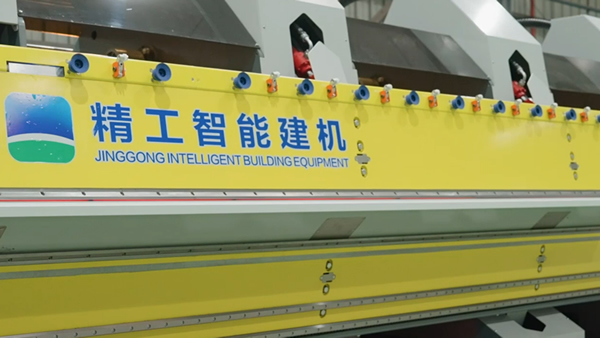 精工智能建机
JINGGONG INTELLIGENT BUILDING EQUIPMENT